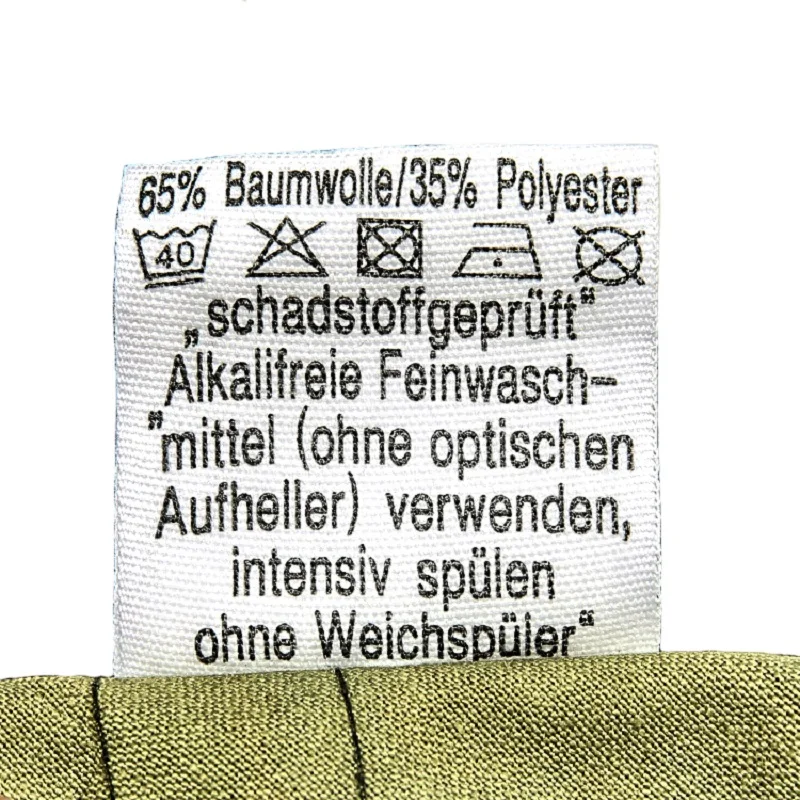 65% Baumwolle/35% Polyester
40
„schadstoffgeprüft“
Alkalifreie Feinwasch-
"mittel (ohne optischen
Aufheller) verwenden,
intensiv spülen
ohne Weichspüler“